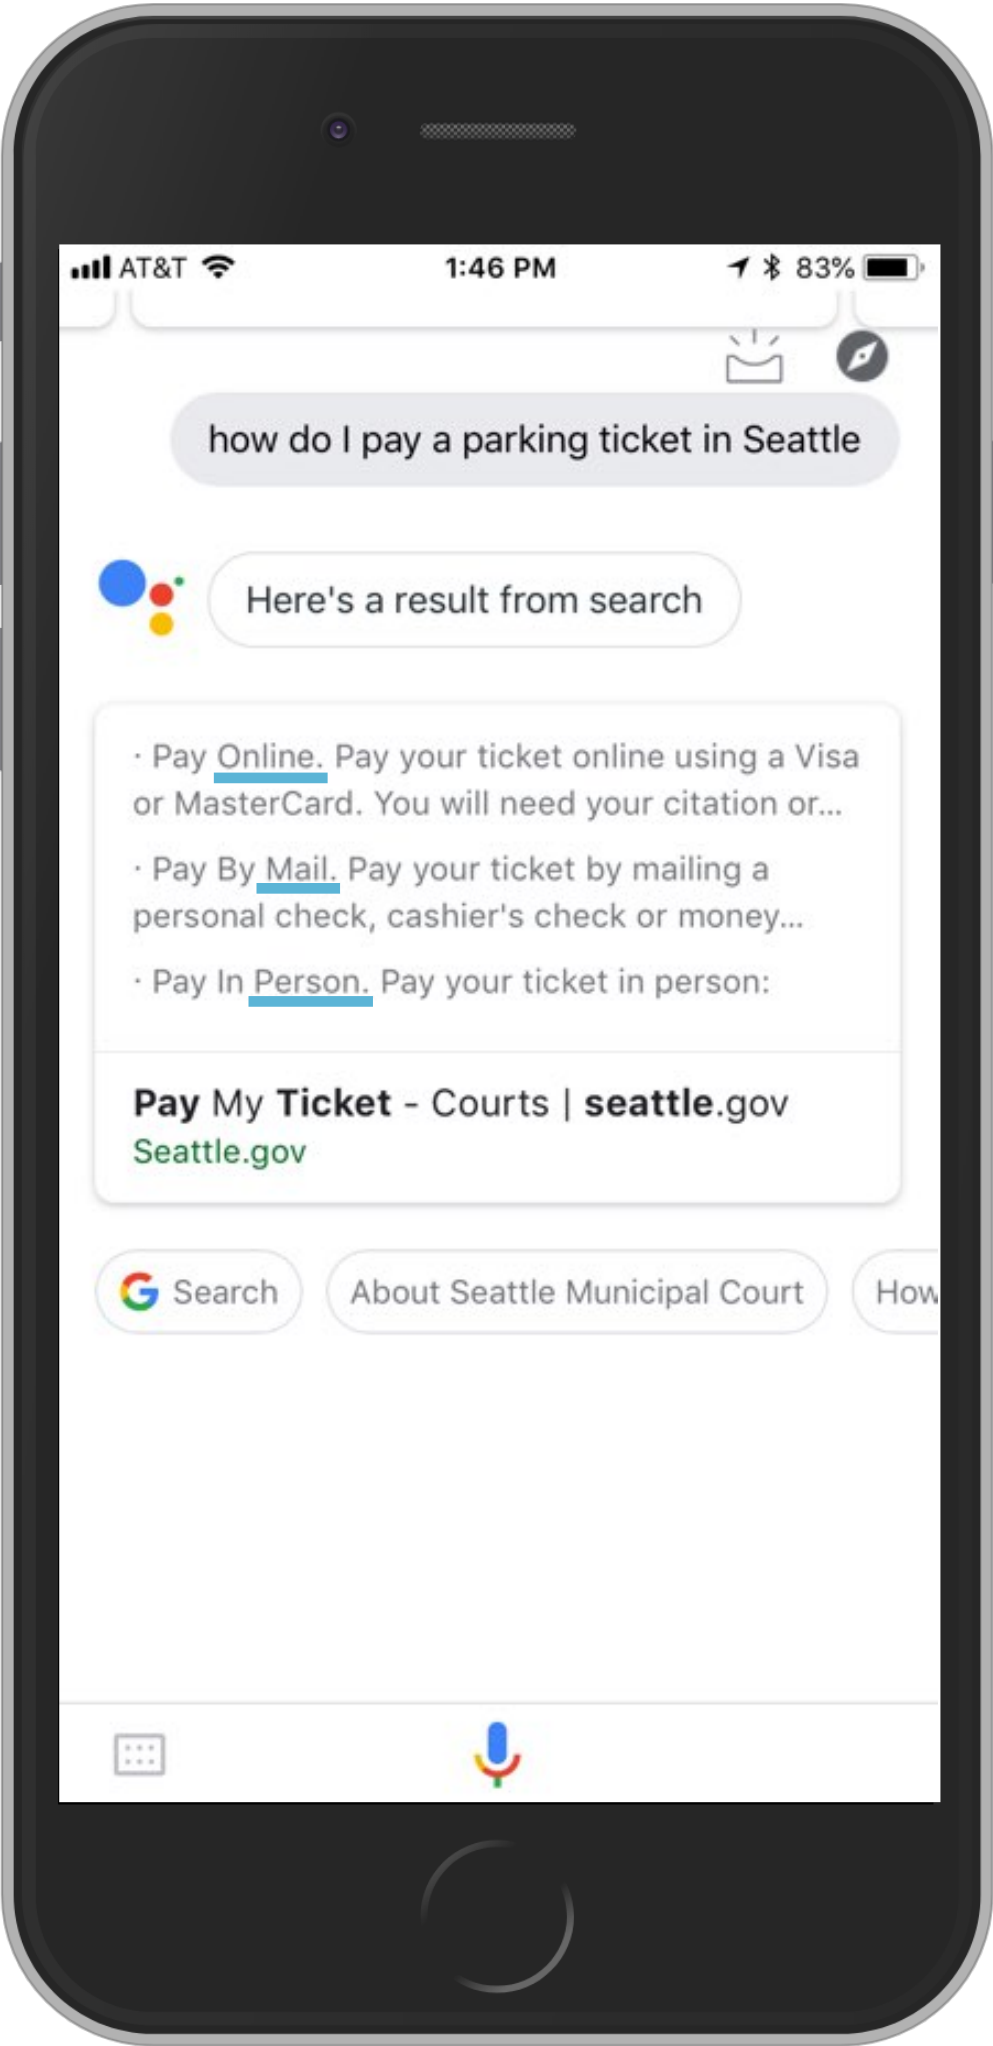 AT&T 1:46 PM 83%
how do I pay a parking ticket in Seattle
Here's a result from search
· Pay Online. Pay your ticket online using a Visa
or MasterCard. You will need your citation or...
· Pay By Mail. Pay your ticket by mailing a
personal check, cashier's check or money...
· Pay In Person. Pay your ticket in person:
Pay My Ticket - Courts | seattle.gov
Seattle.gov
G Search About Seattle Municipal Court How